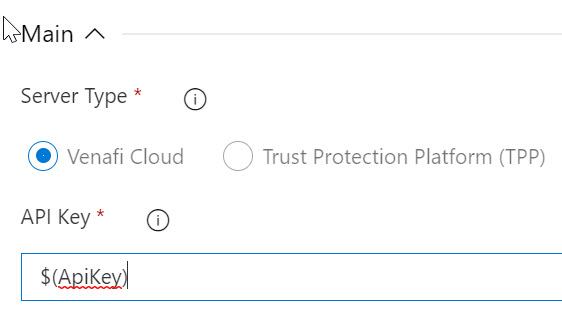 Main
Server Type *
Venafi Cloud Trust Protection Platform (TPP)
API Key *
$(ApiKey)